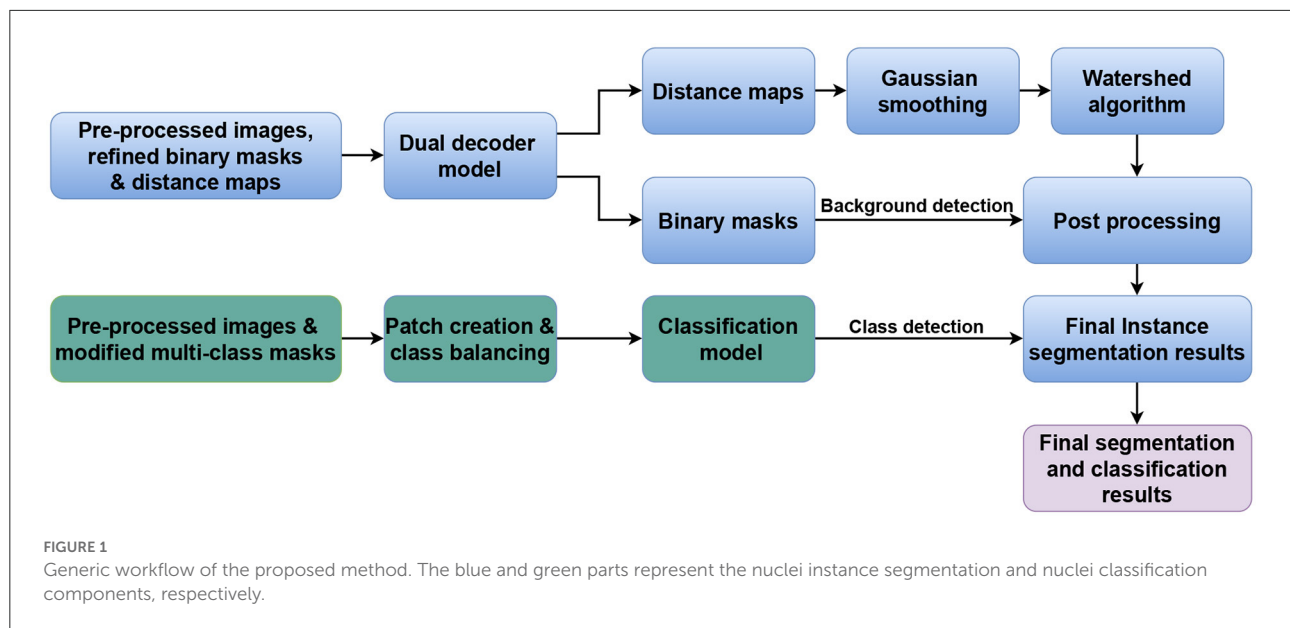 Pre-processed images,
refined binary masks
& distance maps
Dual decoder
model
Distance maps
Gaussian
smoothing
Watershed
algorithm
Binary masks
Background detection
Post processing
Pre-processed images &
modified multi-class masks
Patch creation &
class balancing
Classification
model
Class detection
Final Instance
segmentation results
Final segmentation
and classification
results
FIGURE 1
Generic workflow of the proposed method. The blue and green parts represent the nuclei instance segmentation and nuclei classification
components, respectively.